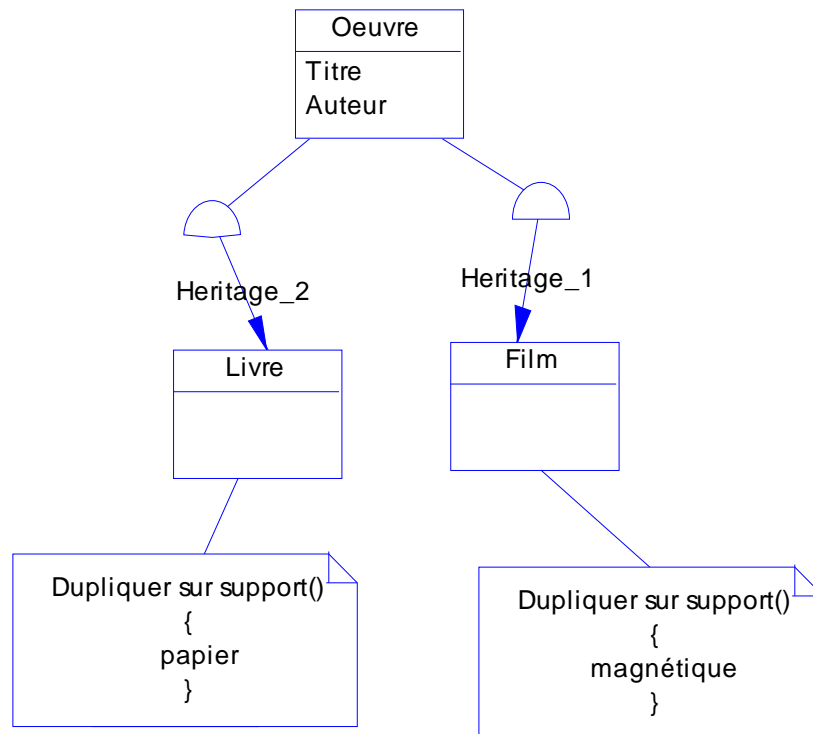 Oeuvre
Titre
Auteur
Heritage_2
Heritage_1
Livre
Film
Dupliquer sur support()
{
papier
}
Dupliquer sur support()
{
magnétique
}